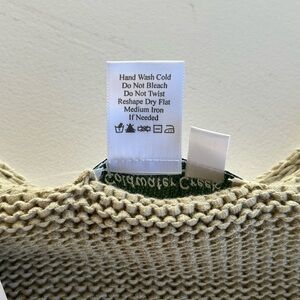 Hand Wash Cold
Do Not Bleach
Do Not Twist
Reshape Dry Flat
Medium Iron
If Needed
Coldwater Creek